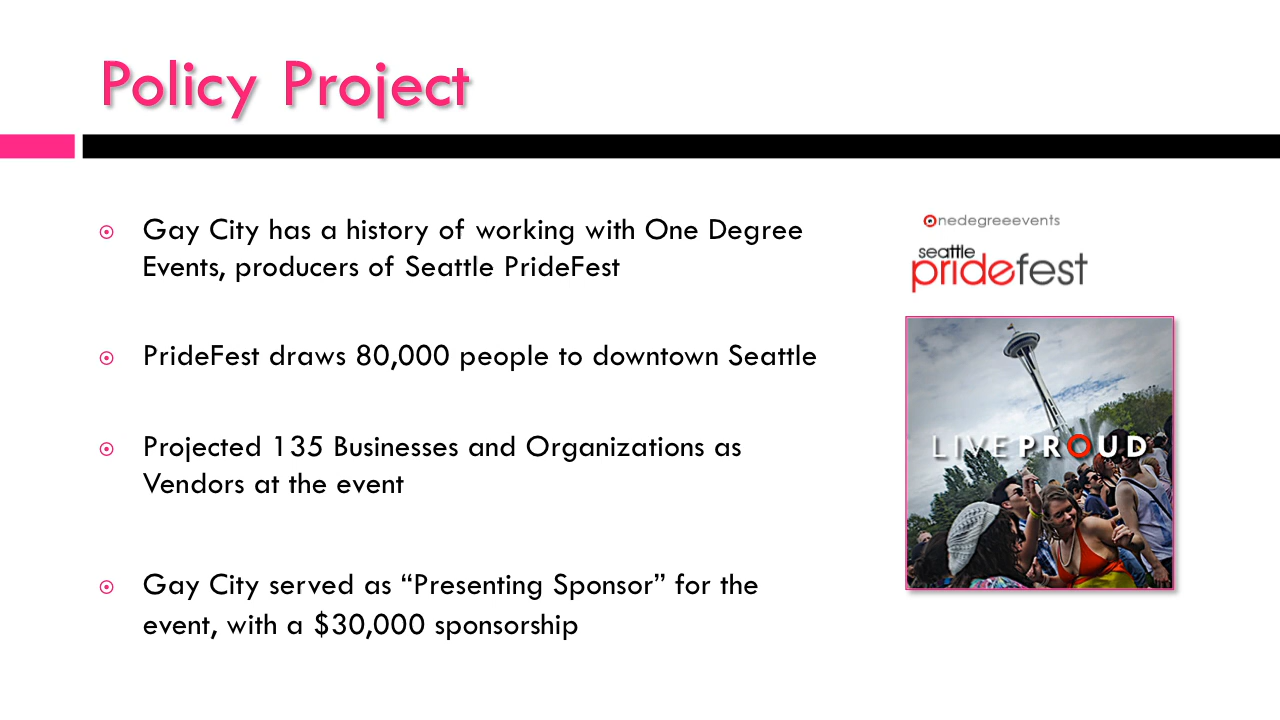 Policy Project
Gay City has a history of working with One Degree
Events, producers of Seattle PrideFest
PrideFest draws 80,000 people to downtown Seattle
Projected 135 Businesses and Organizations as
Vendors at the event
Gay City served as “Presenting Sponsor” for the
event, with a $30,000 sponsorship
onedegreeevents
seattle
pridefest
LIVE PROUD